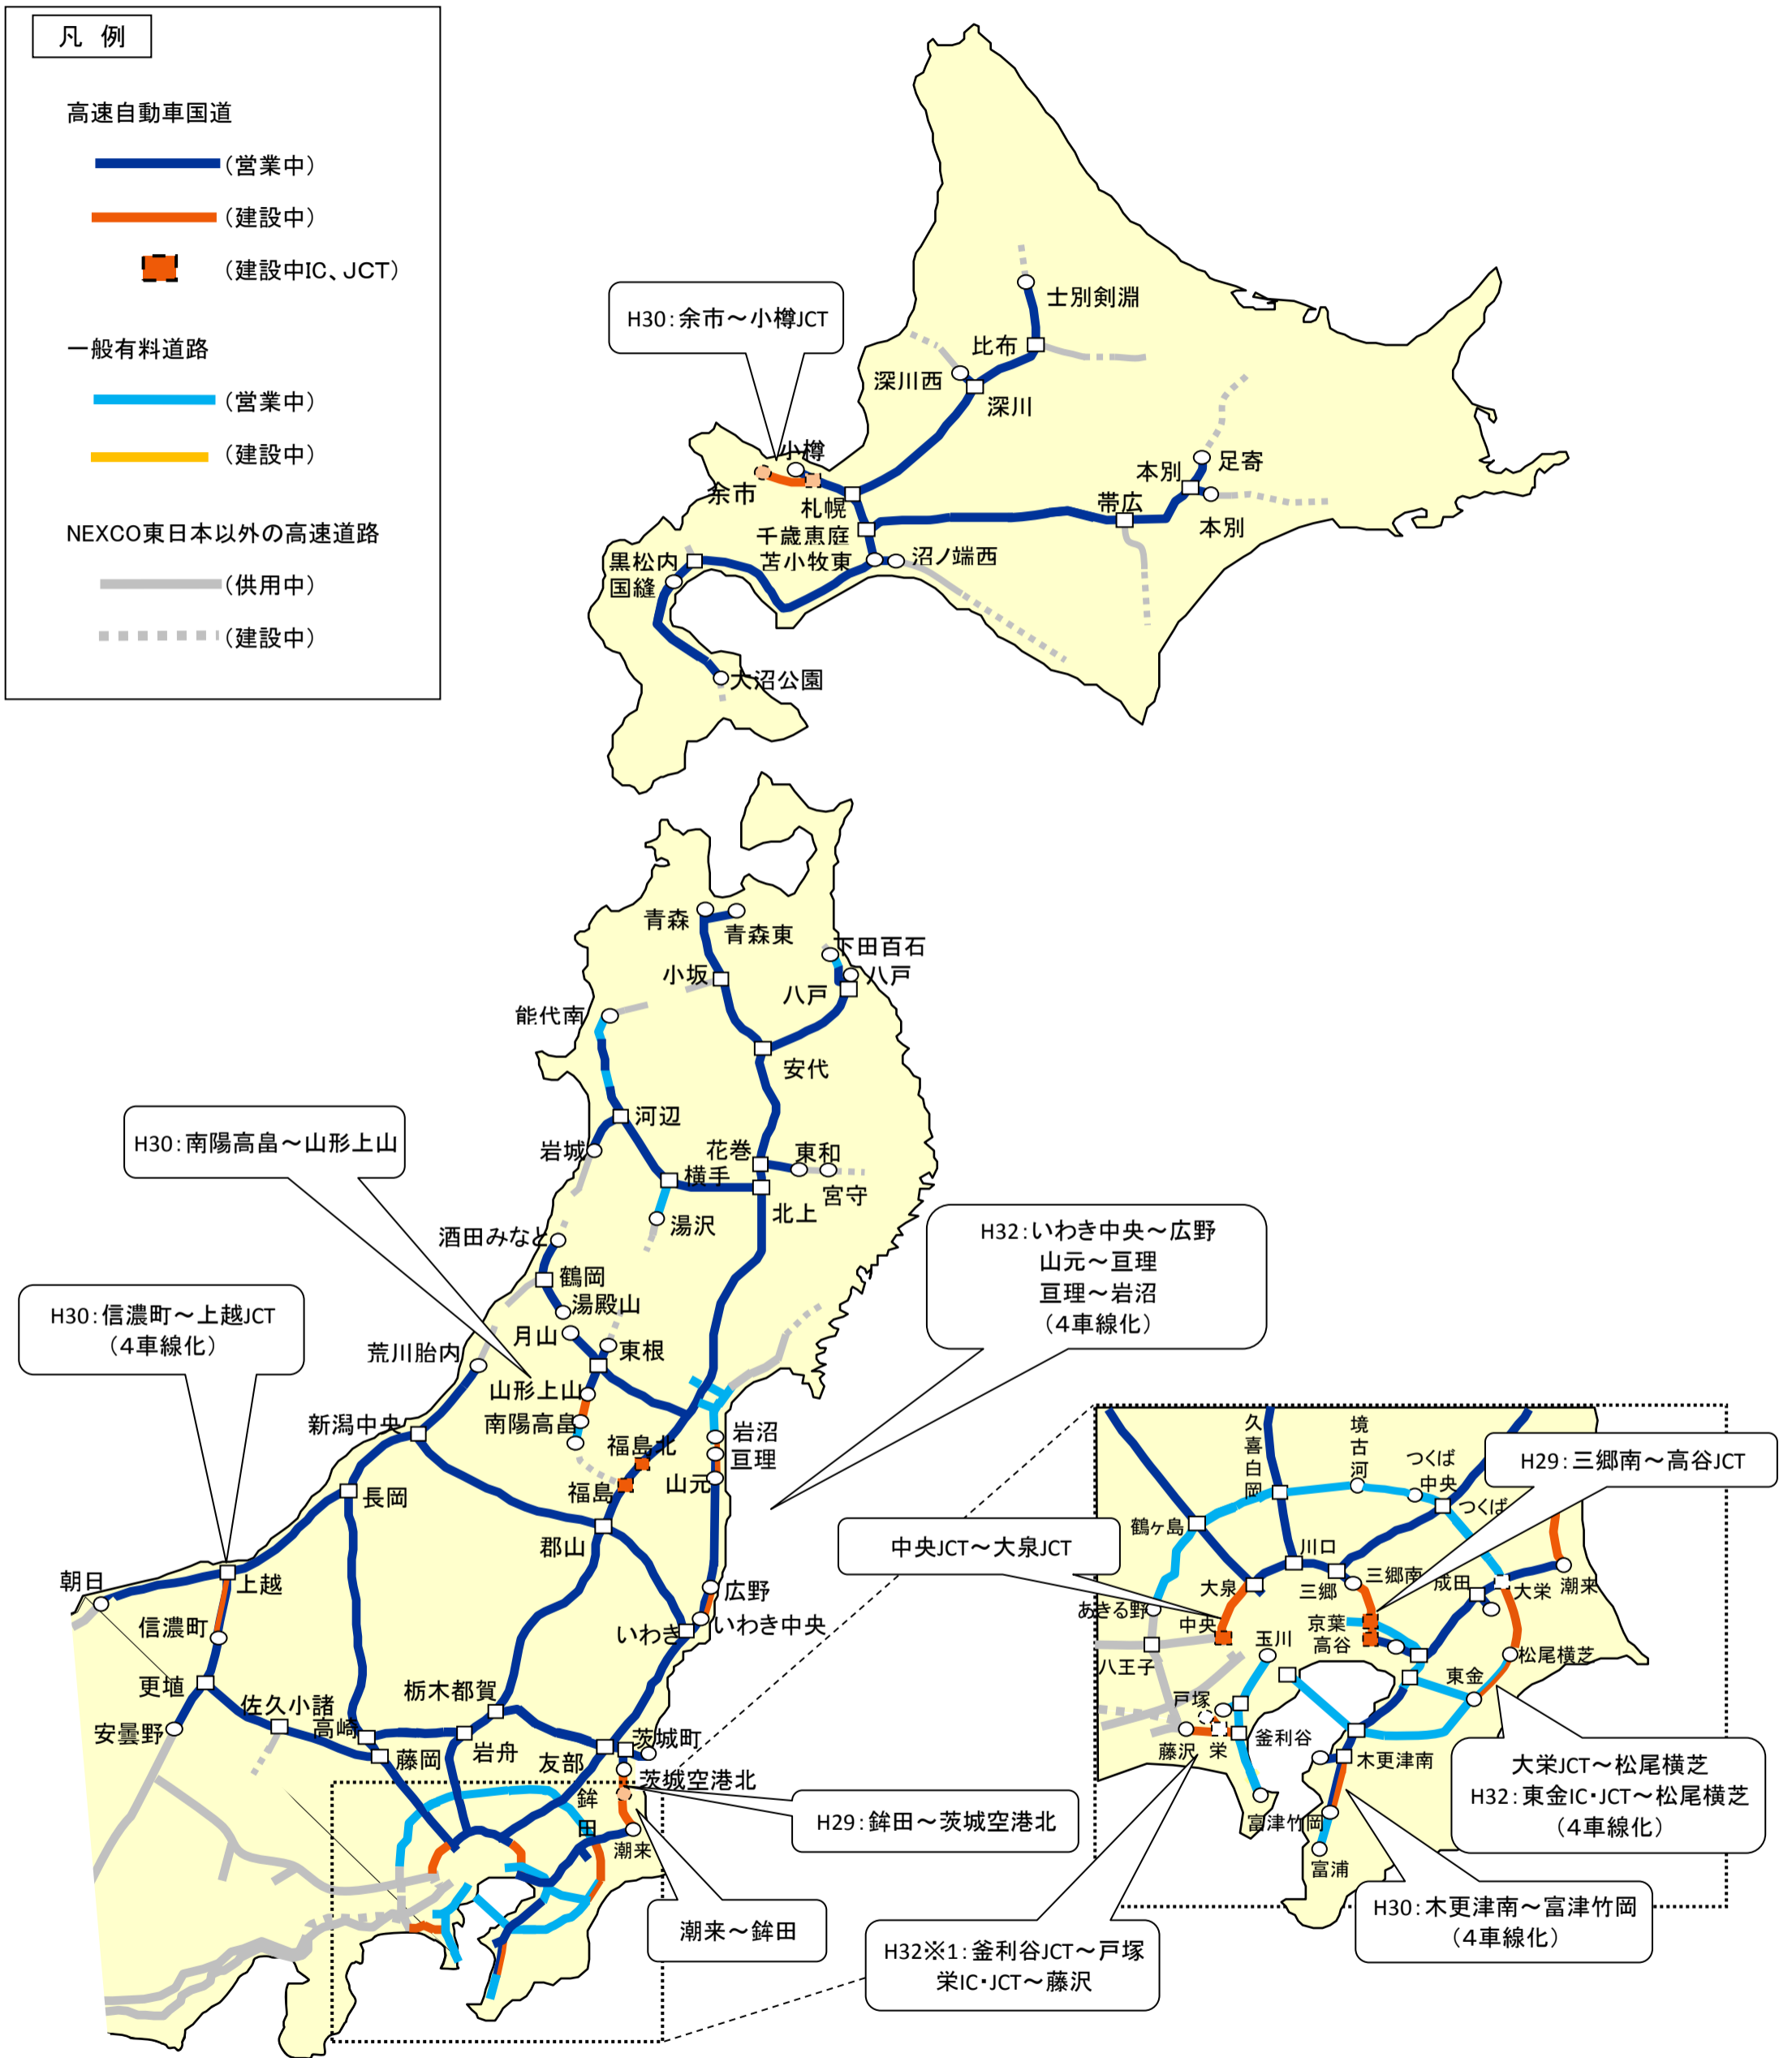 凡　例
高速自動車国道
（営業中）
（建設中）
（建設中IC、JCT）
一般有料道路
（営業中）
（建設中）
NEXCO東日本以外の高速道路
（供用中）
（建設中）
H30：余市～小樽JCT
士別剣淵
比布
深川西
深川
小樽
余市
札幌
千歳恵庭
苫小牧東
沼ノ端西
足寄
本別
帯広
本別
黒松内
国縫
大沼公園
青森
青森東
下田百石
八戸
小坂
八戸
能代南
安代
河辺
岩城
花巻
東和
横手
宮守
北上
湯沢
酒田みなと
鶴岡
湯殿山
月山
東根
荒川胎内
山形上山
南陽高畠
新潟中央
岩沼
福島北
亘理
山元
福島
長岡
郡山
朝日
上越
広野
信濃町
いわき
いわき中央
更埴
佐久小諸
栃木都賀
安曇野
高崎
岩舟
藤岡
友部
茨城町
茨城空港北
鉾
田
潮来
H30：南陽高畠～山形上山
H30：信濃町～上越JCT
（4車線化）
H32：いわき中央～広野
山元～亘理
亘理～岩沼
（4車線化）
H29：三郷南～高谷JCT
中央JCT～大泉JCT
H29：鉾田～茨城空港北
潮来～鉾田
H32※1：釜利谷JCT～戸塚
栄IC・JCT～藤沢
大栄JCT～松尾横芝
H32：東金IC・JCT～松尾横芝
（4車線化）
H30：木更津南～富津竹岡
（4車線化）
久
喜
白
岡
境
古
河
つくば
中央
つくば
鶴ヶ島
川口
大泉
三郷
三郷南
成田
大栄
潮来
あきる野
中央
京葉
高谷
玉川
八王子
松尾横芝
東金
戸塚
釜利谷
藤沢
栄
木更津南
富津竹岡
富浦